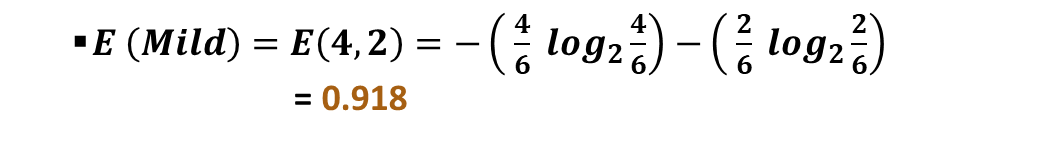 ▪ E (Mild) = E(4, 2) = −(4/6 log₂ 4/6) − (2/6 log₂ 2/6)
= 0.918